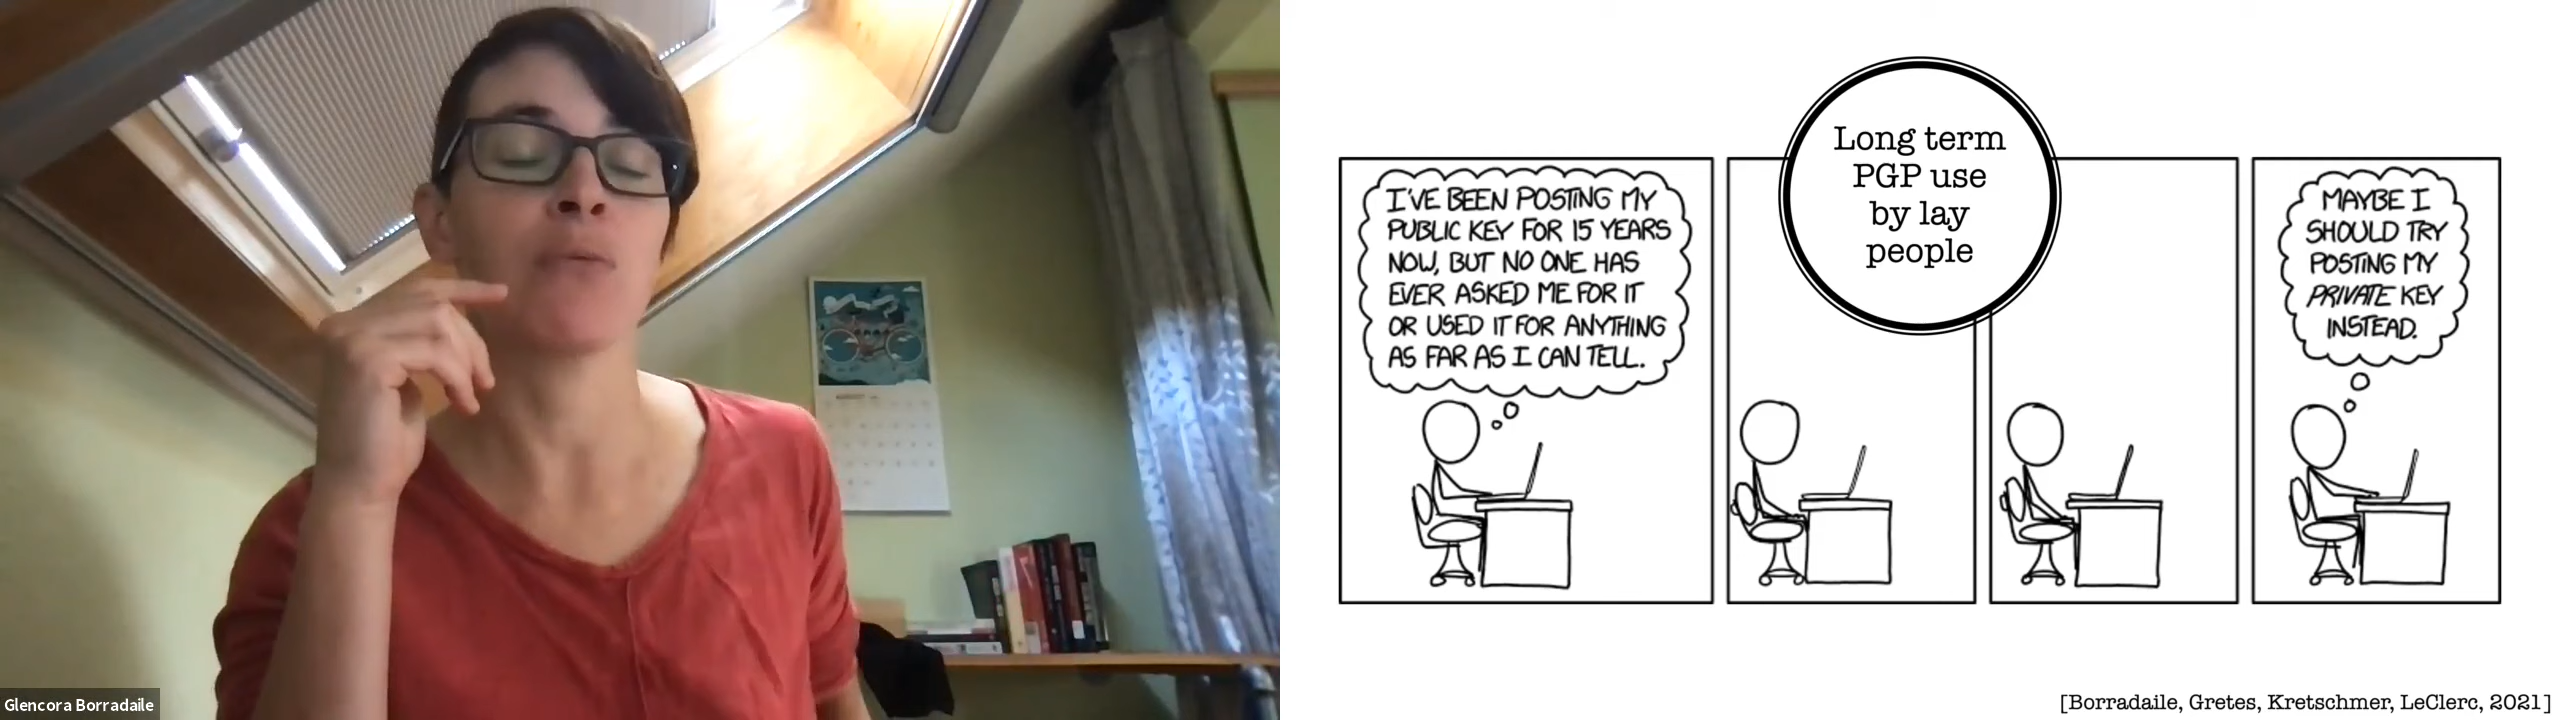 Glencora Borradaile
Long term
PGP use
by lay
people
I'VE BEEN POSTING MY
PUBLIC KEY FOR 15 YEARS
NOW, BUT NO ONE HAS
EVER ASKED ME FOR IT
OR USED IT FOR ANYTHING
AS FAR AS I CAN TELL.
MAYBE I
SHOULD TRY
POSTING MY
PRIVATE KEY
INSTEAD.
[Borradaile, Gretes, Kretschmer, LeClerc, 2021]